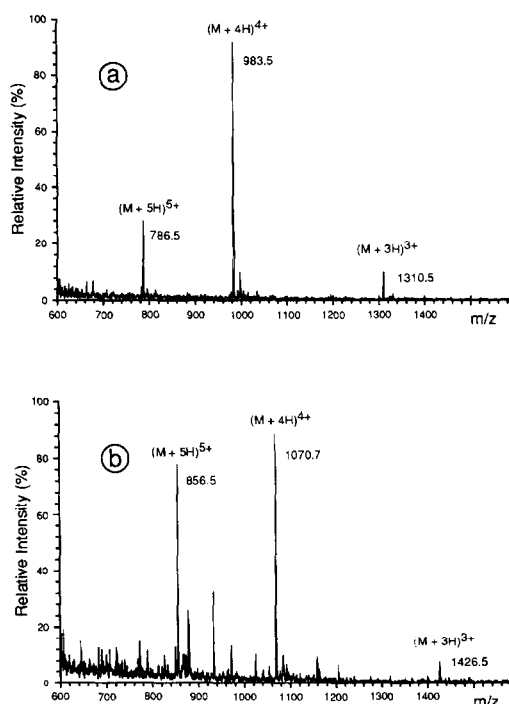 (M + 4H)4+
100
983.5
ⓐ
80
Relative Intensity (%)
60
40
(M + 5H)5+
786.5
20
(M + 3H)3+
1310.5
0
600 700 800 900 1000 1100 1200 1300 1400
m/z
100
(M + 4H)4+
(M + 5H)5+
1070.7
ⓑ
856.5
80
Relative Intensity (%)
60
40
20
(M + 3H)3+
1426.5
0
600 700 800 900 1000 1100 1200 1300 1400
m/z